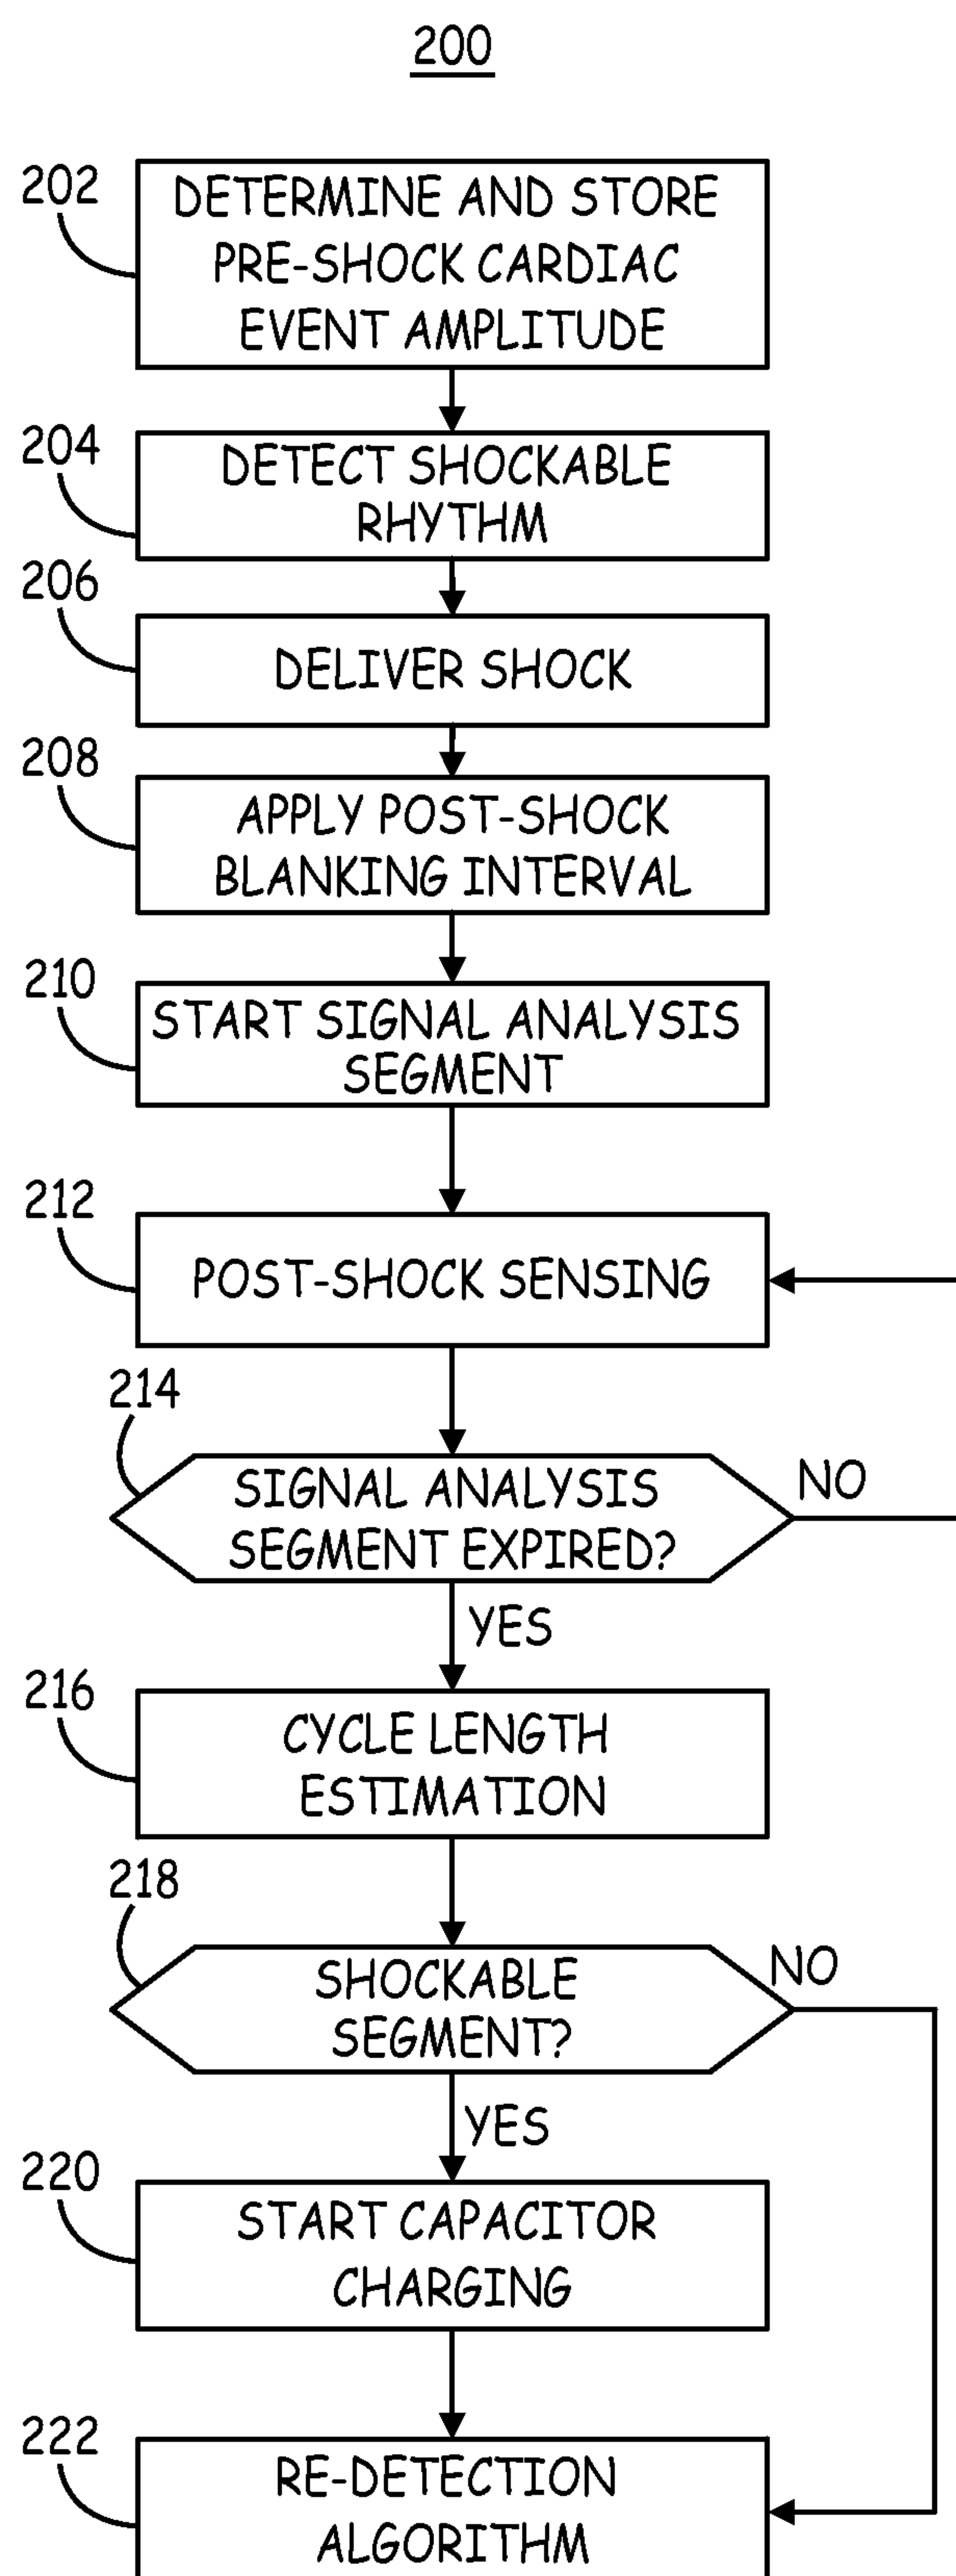 200
202
DETERMINE AND STORE
PRE-SHOCK CARDIAC
EVENT AMPLITUDE
204
DETECT SHOCKABLE
RHYTHM
206
DELIVER SHOCK
208
APPLY POST-SHOCK
BLANKING INTERVAL
210
START SIGNAL ANALYSIS
SEGMENT
212
POST-SHOCK SENSING
214
SIGNAL ANALYSIS
SEGMENT EXPIRED?
NO
YES
216
CYCLE LENGTH
ESTIMATION
218
SHOCKABLE
SEGMENT?
NO
YES
220
START CAPACITOR
CHARGING
222
RE-DETECTION
ALGORITHM